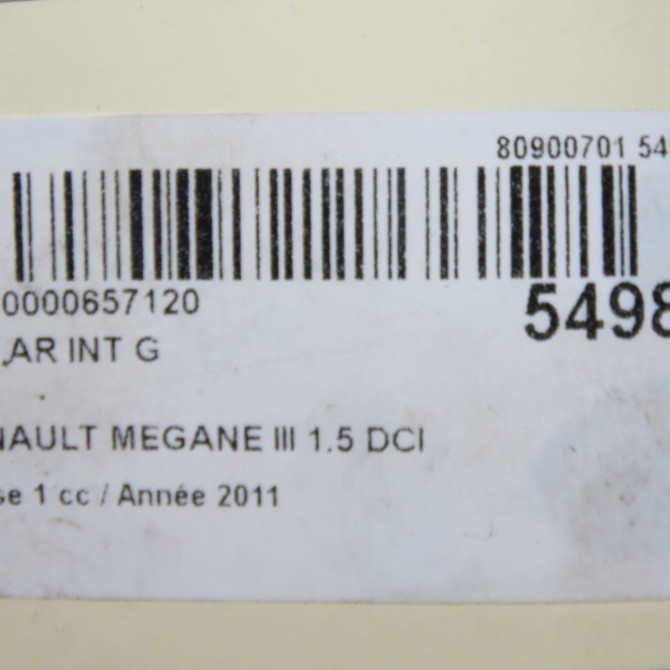 80900701 54
0000657120
5498
AR INT G
NAULT MEGANE III 1.5 DCI
se 1 cc / Année 2011